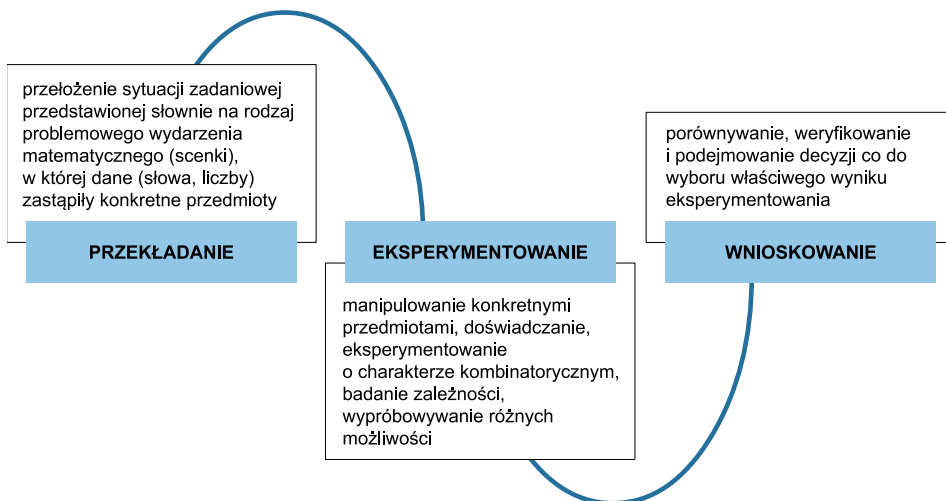 przełożenie sytuacji zadaniowej
przedstawionej słownie na rodzaj
problemowego wydarzenia
matematycznego (scenki),
w której dane (słowa, liczby)
zastąpiły konkretne przedmioty
PRZEKŁADANIE
EKSPERYMENTOWANIE
manipulowanie konkretnymi
przedmiotami, doświadczanie,
eksperymentowanie
o charakterze kombinatorycznym,
badanie zależności,
wypróbowywanie różnych
możliwości
porównywanie, weryfikowanie
i podejmowanie decyzji co do
wyboru właściwego wyniku
eksperymentowania
WNIOSKOWANIE